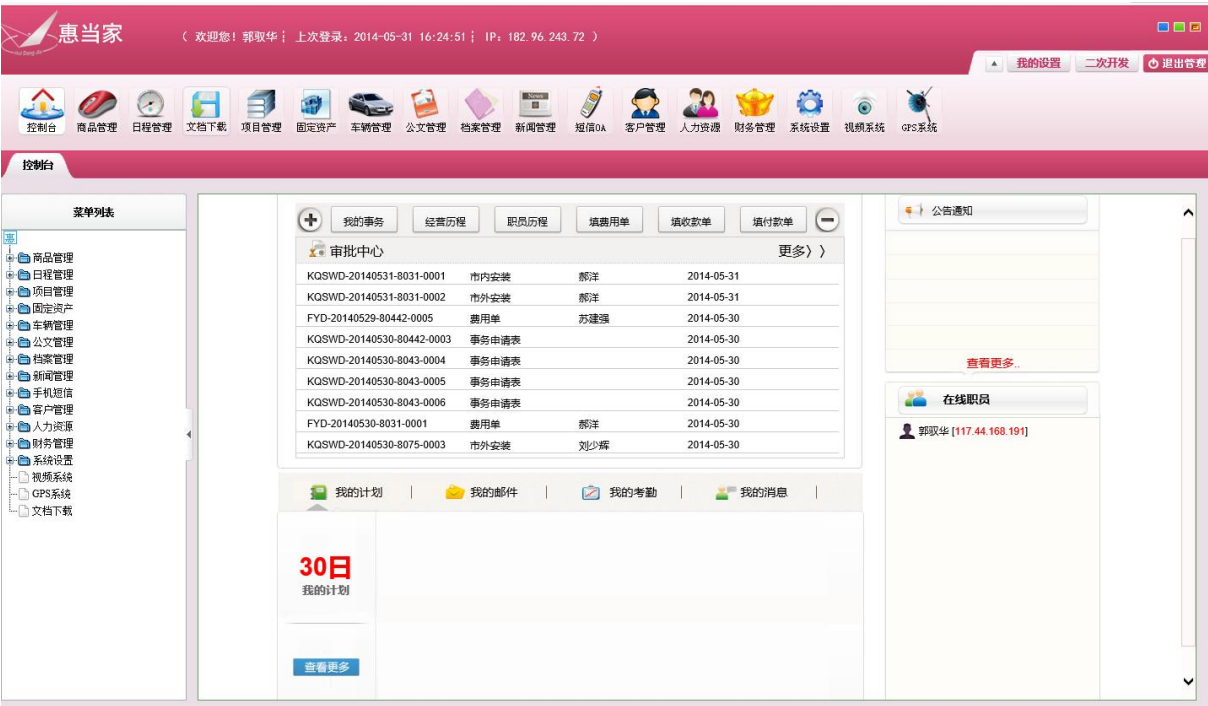 惠当家
( 欢迎您! 郭驭华; 上次登录: 2014-05-31 16:24:51; IP: 182.96.243.72 )
我的设置 二次开发 退出管理
控制台 商品管理 日程管理 文档下载 项目管理 固定资产 车辆管理 公文管理 档案管理 新闻管理 短信OA 客户管理 人力资源 财务管理 系统设置 视频系统 GPS系统
控制台
菜单列表
惠
商品管理
日程管理
项目管理
固定资产
车辆管理
公文管理
档案管理
新闻管理
手机短信
客户管理
人力资源
财务管理
系统设置
视频系统
GPS系统
文档下载
我的事务 经营历程 职员历程 填费用单 填收款单 填付款单
审批中心 更多〉〉
KQSWD-20140531-8031-0001 市内安装 郝洋 2014-05-31
KQSWD-20140531-8031-0002 市外安装 郝洋 2014-05-31
FYD-20140529-80442-0005 费用单 苏建强 2014-05-30
KQSWD-20140530-80442-0003 事务申请表 2014-05-30
KQSWD-20140530-8043-0004 事务申请表 2014-05-30
KQSWD-20140530-8043-0005 事务申请表 2014-05-30
KQSWD-20140530-8043-0006 事务申请表 2014-05-30
FYD-20140530-8031-0001 费用单 郝洋 2014-05-30
KQSWD-20140530-8075-0003 市外安装 刘少辉 2014-05-30
我的计划 | 我的邮件 | 我的考勤 | 我的消息 |
30日
我的计划
查看更多
公告通知
查看更多..
在线职员
郭驭华 [117.44.168.191]